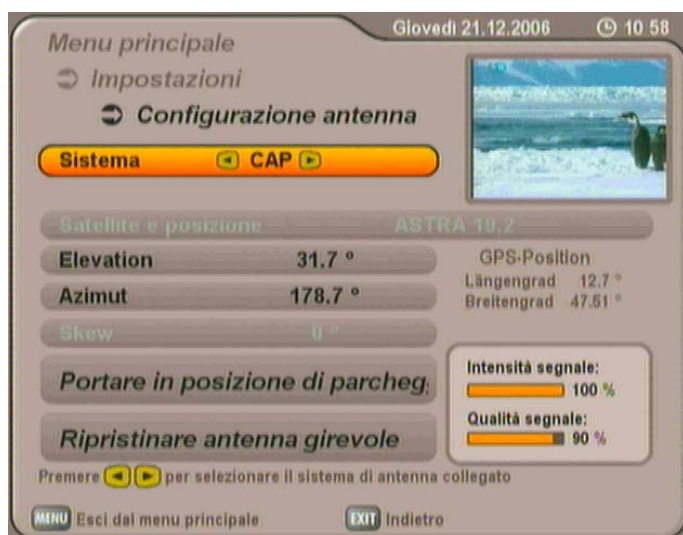 Giovedì 21.12.2006 10 58
Menu principale
Impostazioni
Configurazione antenna
Sistema CAP
Satellite e posizione ASTRA 19,2
Elevation 31.7 °
GPS-Position
Längengrad 12.7 °
Azimut 178.7 °
Breitengrad 47.51 °
Skew 0 °
Portare in posizione di parcheg
Intensità segnale:
100 %
Ripristinare antenna girevole
Qualità segnale:
90 %
Premere per selezionare il sistema di antenna collegato
MENU Esci dal menu principale EXIT Indietro